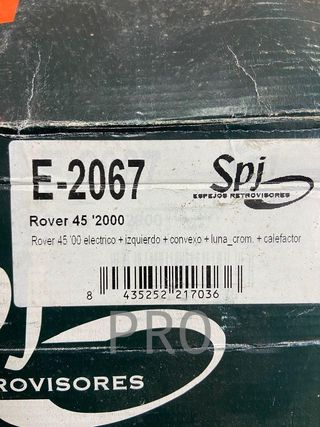 E-2067
Spj
ESPEJOS RETROVISORES
Rover 45 '2000
Rover 45 '00 electrico + izquierdo + convexo + luna_crom. + calefactor
8 435252 217036
PRO
Spj
ROVISORES